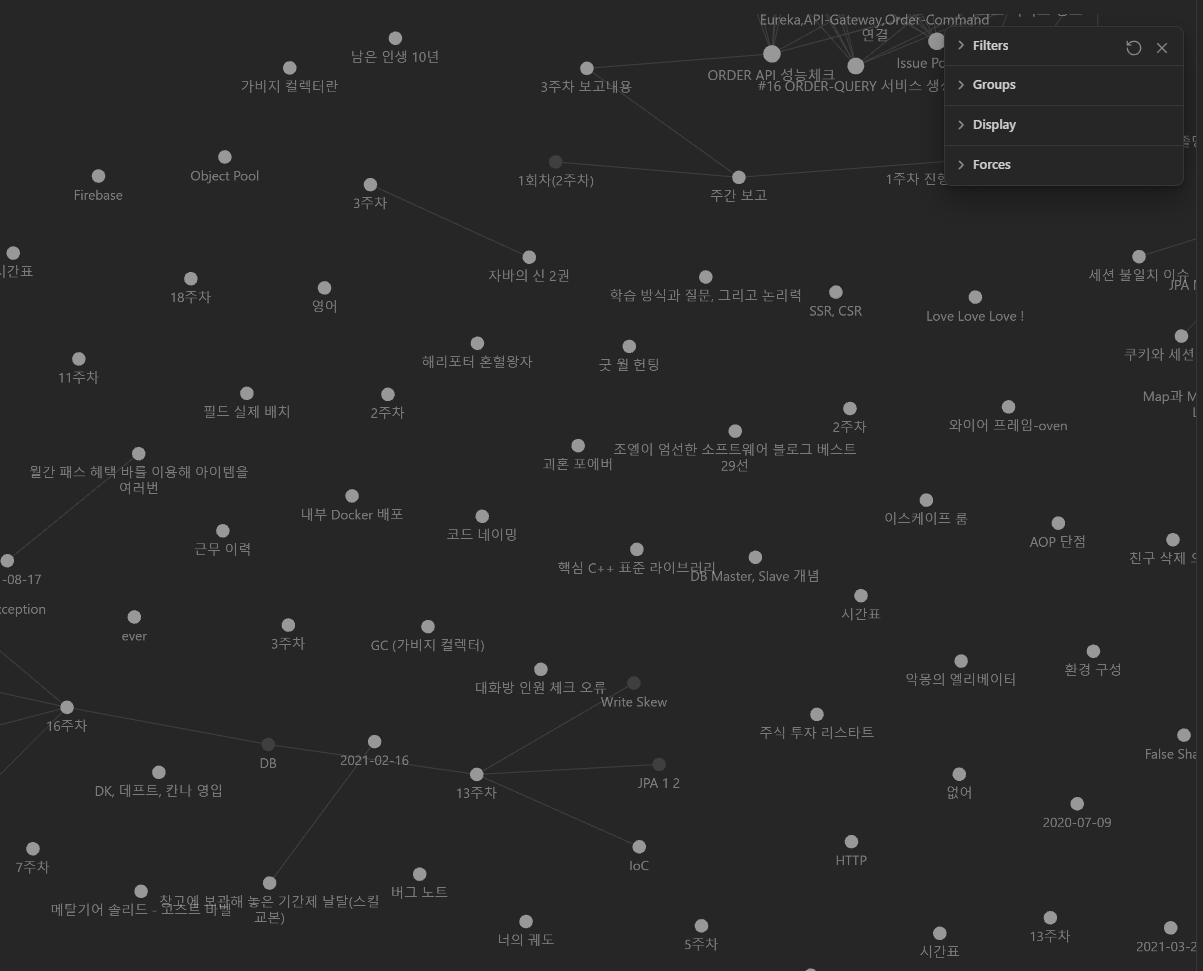 Eureka,API-Gateway,Order-Command
연결
남은 인생 10년
가비지 컬렉터란
3주차 보고내용
ORDER API 성능체크
#16 ORDER-QUERY 서비스 생성
Issue Po
Filters
Groups
Display
Forces
Object Pool
Firebase
3주차
1회차(2주차)
주간 보고
1주차 진행
시간표
18주차
영어
자바의 신 2권
학습 방식과 질문, 그리고 논리력
SSR, CSR
Love Love Love !
세션 불일치 이슈
JPA
11주차
해리포터 혼혈왕자
굿 윌 헌팅
쿠키와 세션
필드 실제 배치
2주차
2주차
와이어 프레임-oven
Map과 M
월간 패스 혜택 바를 이용해 아이템을
여러번
괴혼 포에버
조엘이 엄선한 소프트웨어 블로그 베스트
29선
내부 Docker 배포
코드 네이밍
이스케이프 룸
근무 이력
AOP 단점
친구 삭제
-08-17
핵심 C++ 표준 라이브러리
DB Master, Slave 개념
xception
ever
3주차
GC (가비지 컬렉터)
시간표
대화방 인원 체크 오류
Write Skew
악몽의 엘리베이터
환경 구성
16주차
주식 투자 리스타트
DB
2021-02-16
False Sha
DK, 데프트, 칸나 영입
13주차
JPA 1 2
없어
2020-07-09
7주차
IoC
HTTP
메탈기어 솔리드 - 고스트 바벨
창고에 보관해 놓은 기간제 날탈(스킬
교본)
버그 노트
너의 궤도
5주차
시간표
13주차
2021-03-2